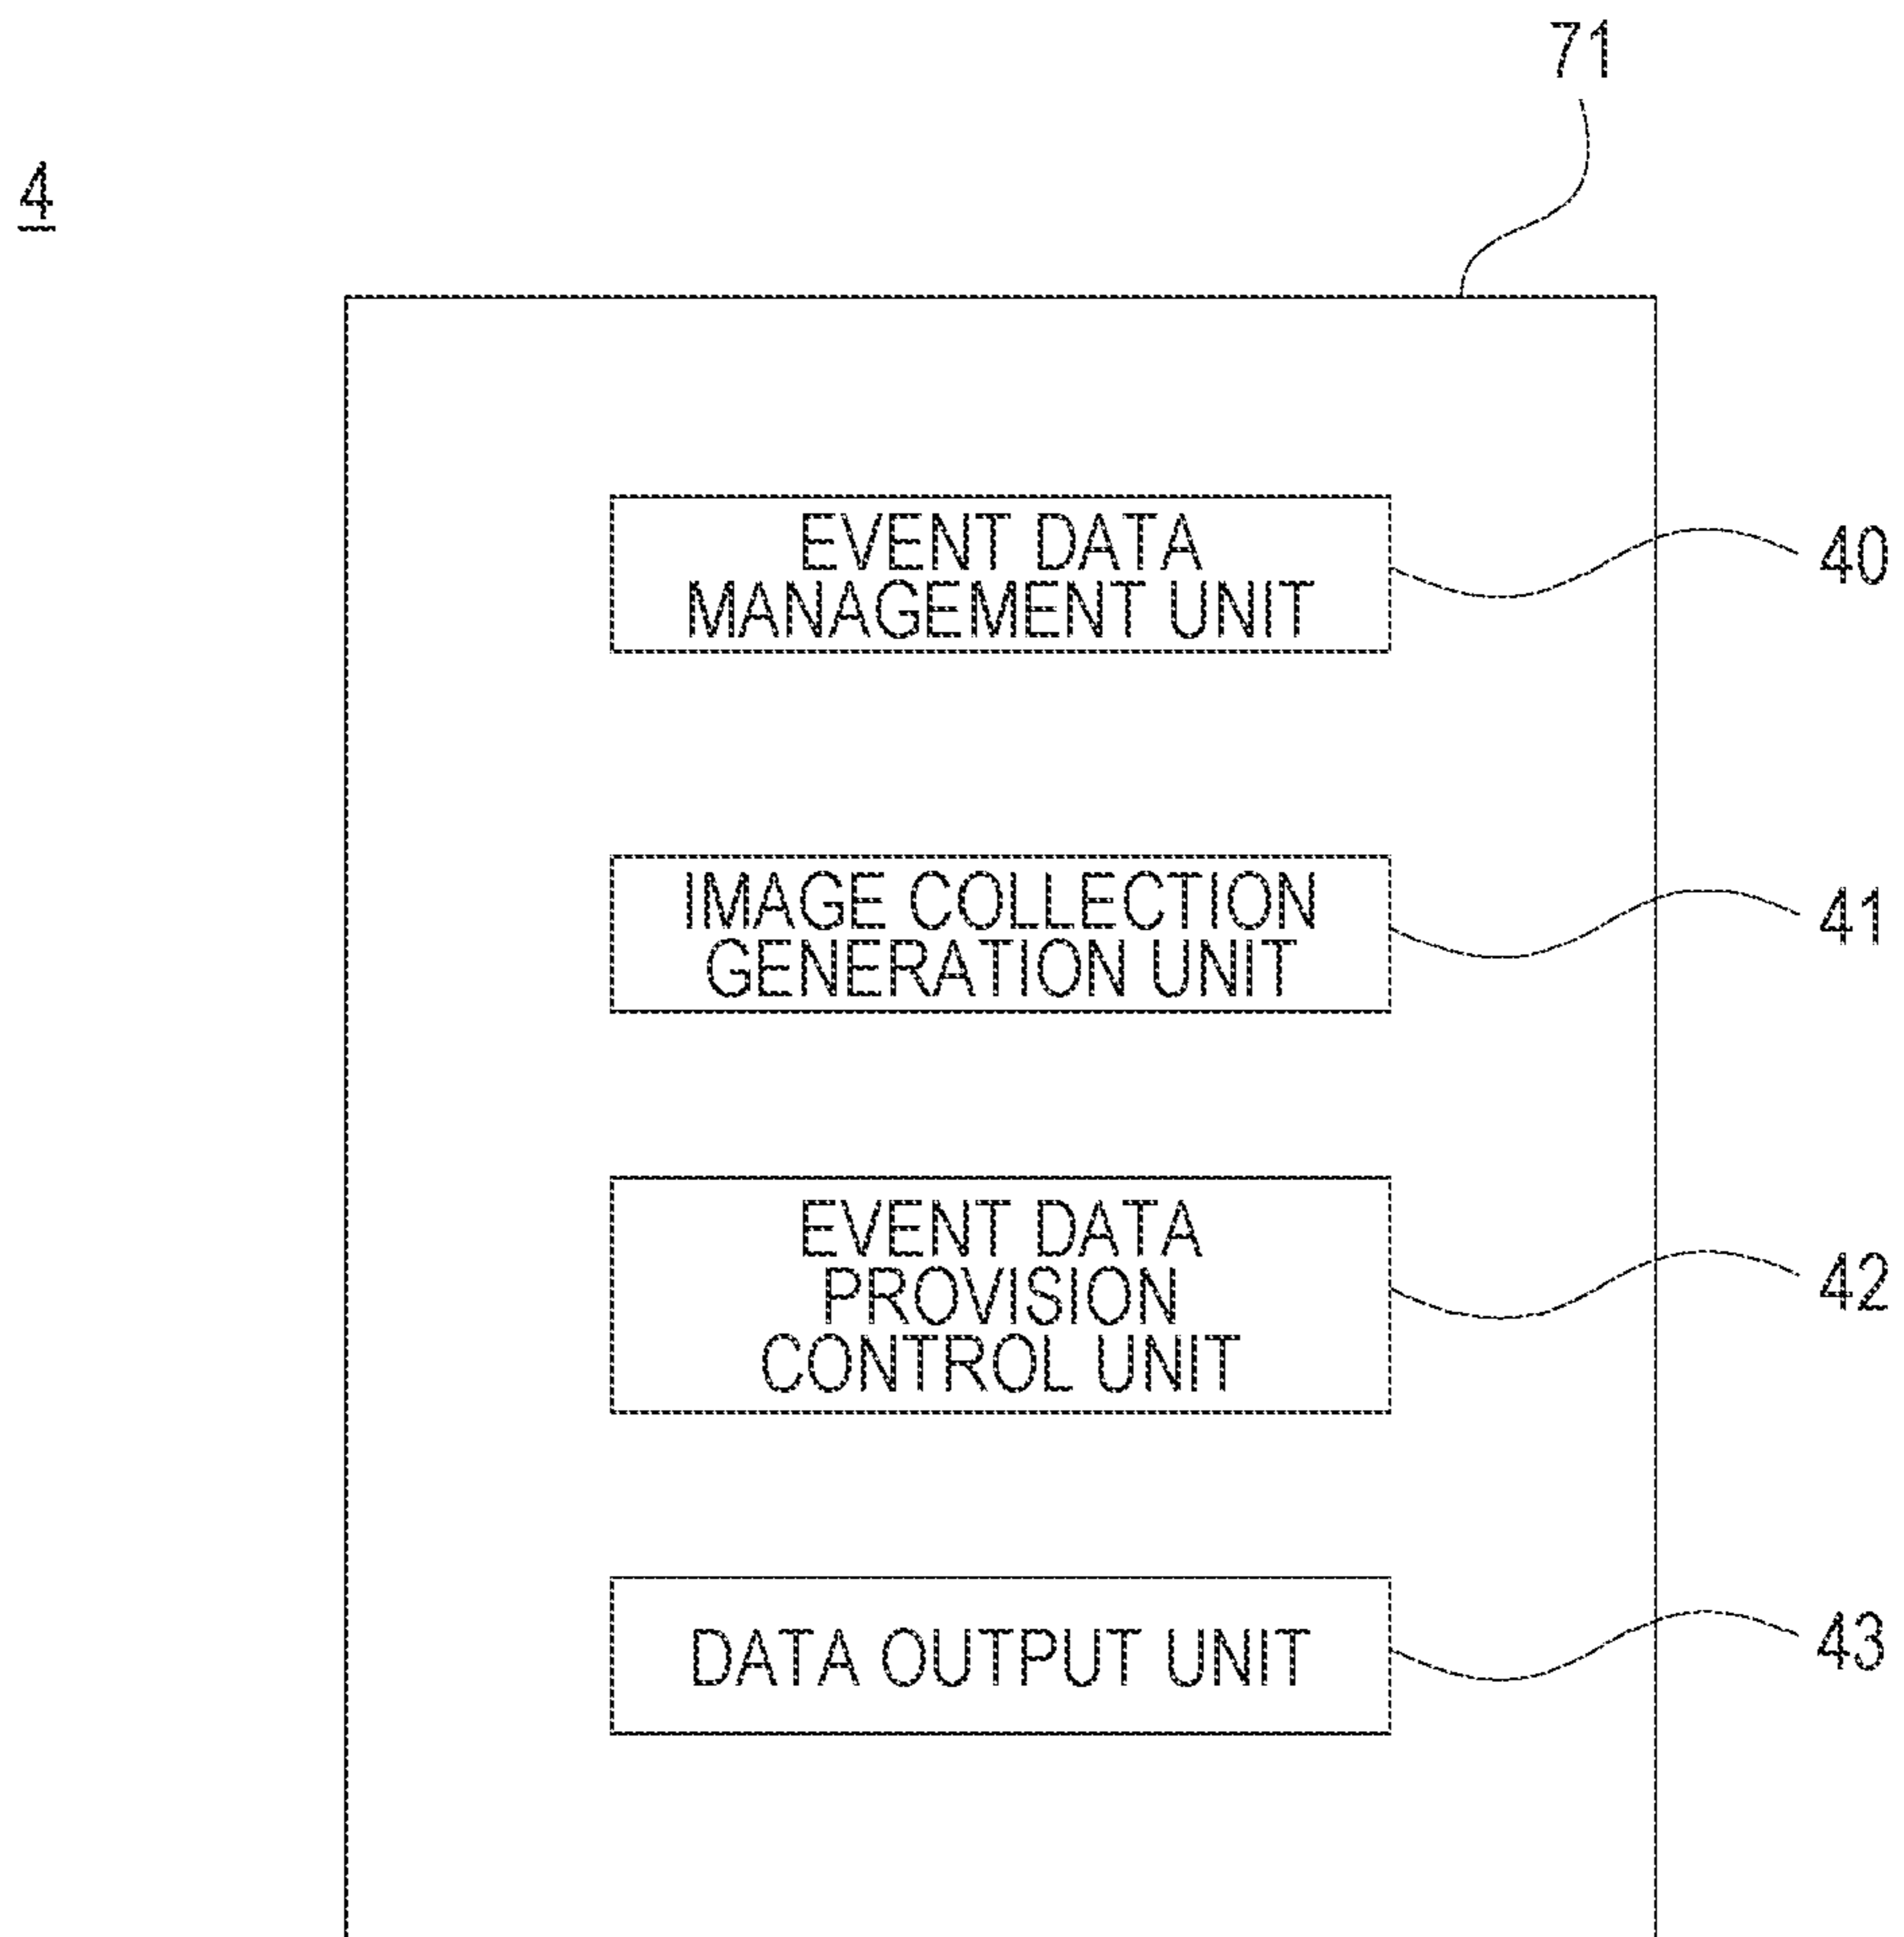 71
4
EVENT DATA
MANAGEMENT UNIT
40
IMAGE COLLECTION
GENERATION UNIT
41
EVENT DATA
PROVISION
CONTROL UNIT
42
DATA OUTPUT UNIT
43